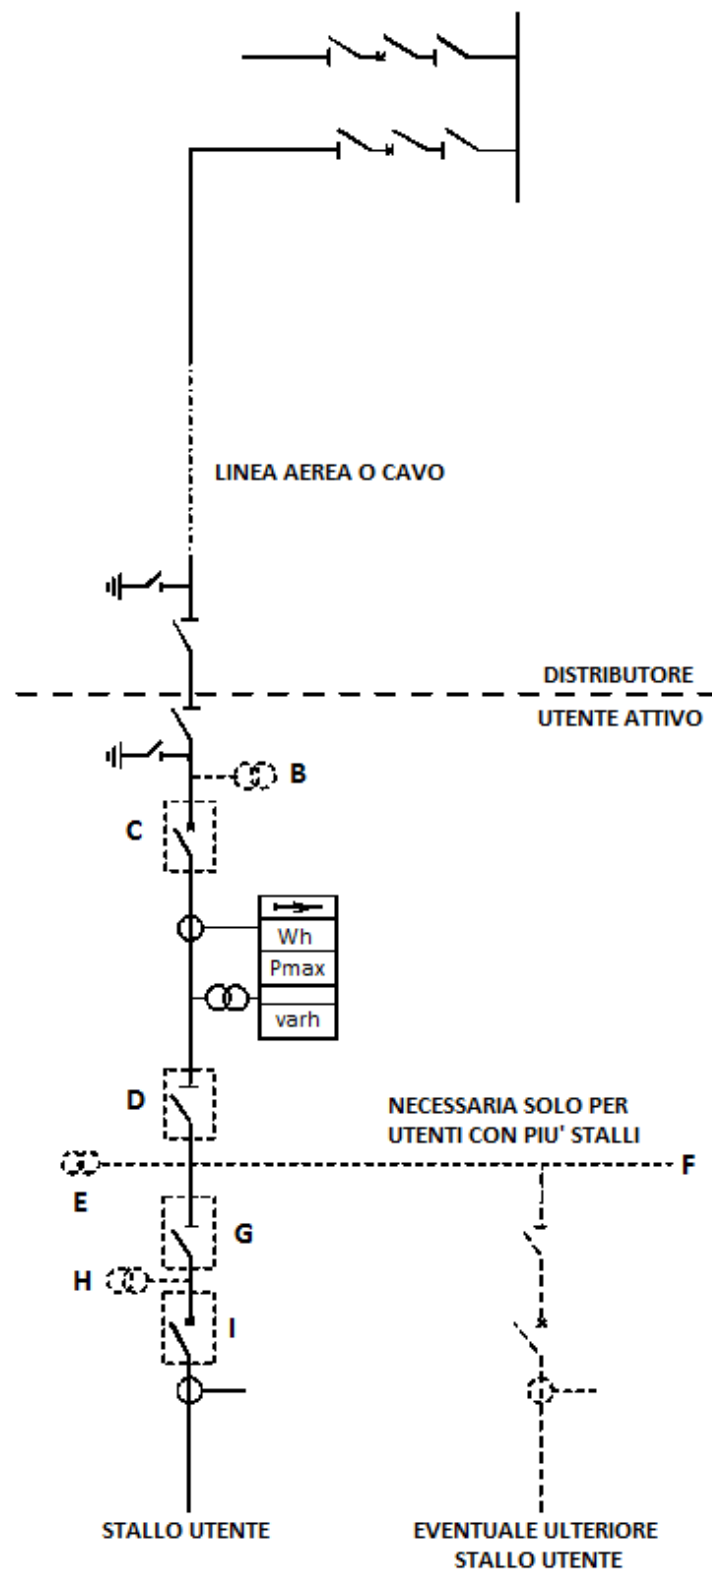 LINEA AEREA O CAVO
DISTRIBUTORE
UTENTE ATTIVO
B
C
Wh
Pmax
varh
D
NECESSARIA SOLO PER
UTENTI CON PIU' STALLI
F
E
G
H
I
STALLO UTENTE
EVENTUALE ULTERIORE
STALLO UTENTE